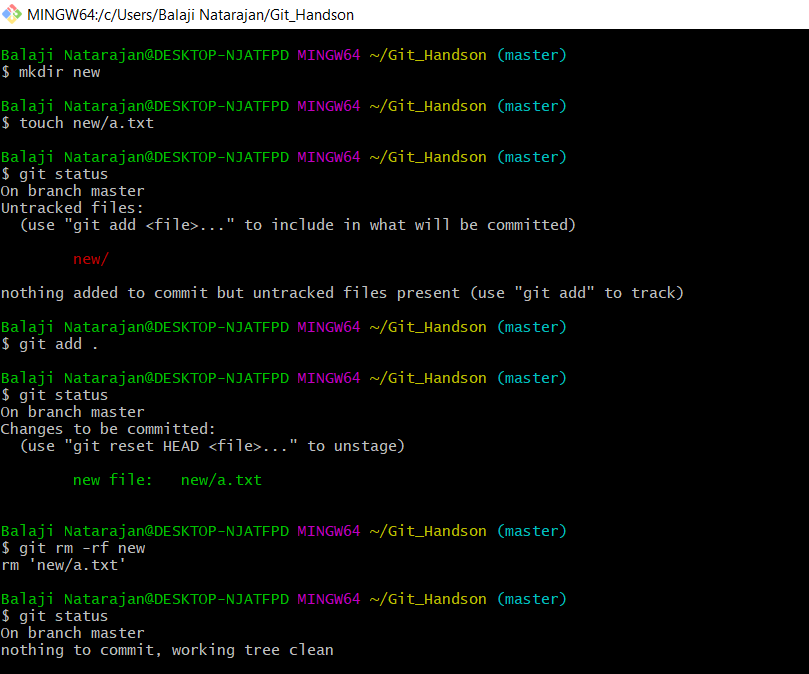 MINGW64:/c/Users/Balaji Natarajan/Git_Handson
Balaji Natarajan@DESKTOP-NJATFPD MINGW64 ~/Git_Handson (master)
$ mkdir new
Balaji Natarajan@DESKTOP-NJATFPD MINGW64 ~/Git_Handson (master)
$ touch new/a.txt
Balaji Natarajan@DESKTOP-NJATFPD MINGW64 ~/Git_Handson (master)
$ git status
On branch master
Untracked files:
  (use "git add <file>..." to include in what will be committed)
        new/
nothing added to commit but untracked files present (use "git add" to track)
Balaji Natarajan@DESKTOP-NJATFPD MINGW64 ~/Git_Handson (master)
$ git add .
Balaji Natarajan@DESKTOP-NJATFPD MINGW64 ~/Git_Handson (master)
$ git status
On branch master
Changes to be committed:
  (use "git reset HEAD <file>..." to unstage)
        new file:   new/a.txt
Balaji Natarajan@DESKTOP-NJATFPD MINGW64 ~/Git_Handson (master)
$ git rm -rf new
rm 'new/a.txt'
Balaji Natarajan@DESKTOP-NJATFPD MINGW64 ~/Git_Handson (master)
$ git status
On branch master
nothing to commit, working tree clean